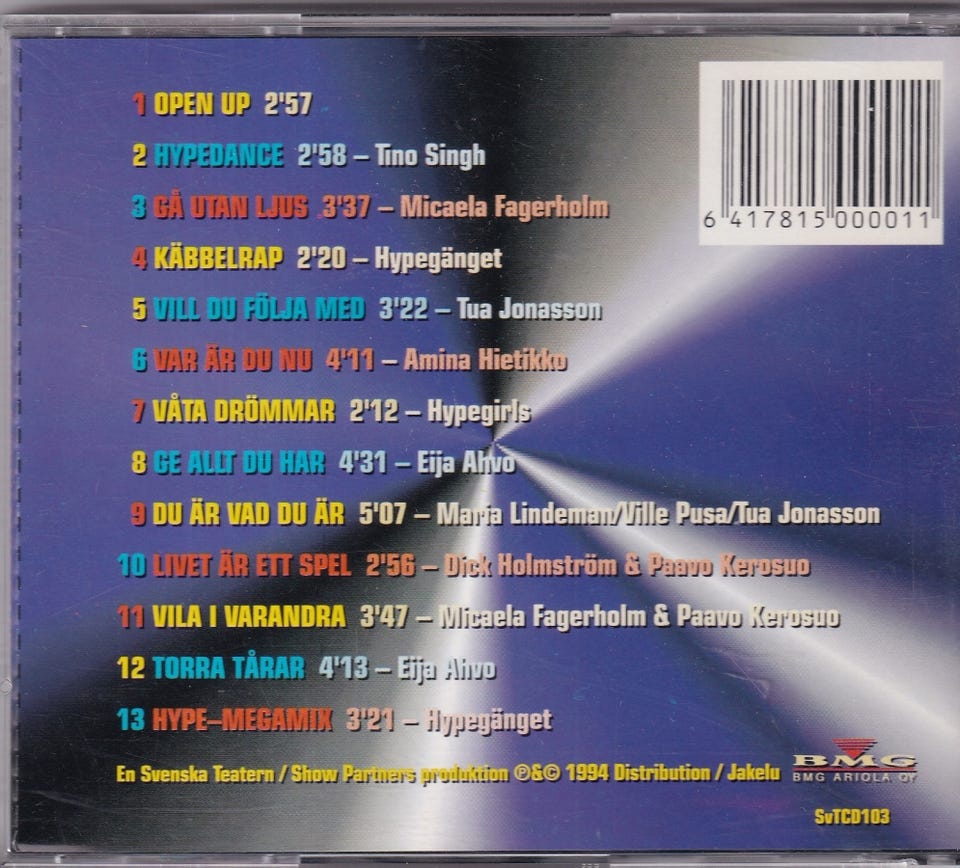 1 OPEN UP 2'57
2 HYPEDANCE 2'58 – Tino Singh
3 GÅ UTAN LJUS 3'37 – Micaela Fagerholm
4 KÄBBELRAP 2'20 – Hypegänget
5 VILL DU FÖLJA MED 3'22 – Tua Jonasson
6 VAR ÄR DU NU 4'11 – Amina Hietikko
7 VÅTA DRÖMMAR 2'12 – Hypegirls
8 GE ALLT DU HAR 4'31 – Eija Ahvo
9 DU ÄR VAD DU ÄR 5'07 – Maria Lindeman/Ville Pusa/Tua Jonasson
10 LIVET ÄR ETT SPEL 2'56 – Dick Holmström & Paavo Kerosuo
11 VILA I VARANDRA 3'47 – Micaela Fagerholm & Paavo Kerosuo
12 TORRA TÅRAR 4'13 – Eija Ahvo
13 HYPE–MEGAMIX 3'21 – Hypegänget
En Svenska Teatern / Show Partners produktion ℗&© 1994 Distribution / Jakelu
BMG
BMG ARIOLA OY
SvTCD103
6 417815 000011